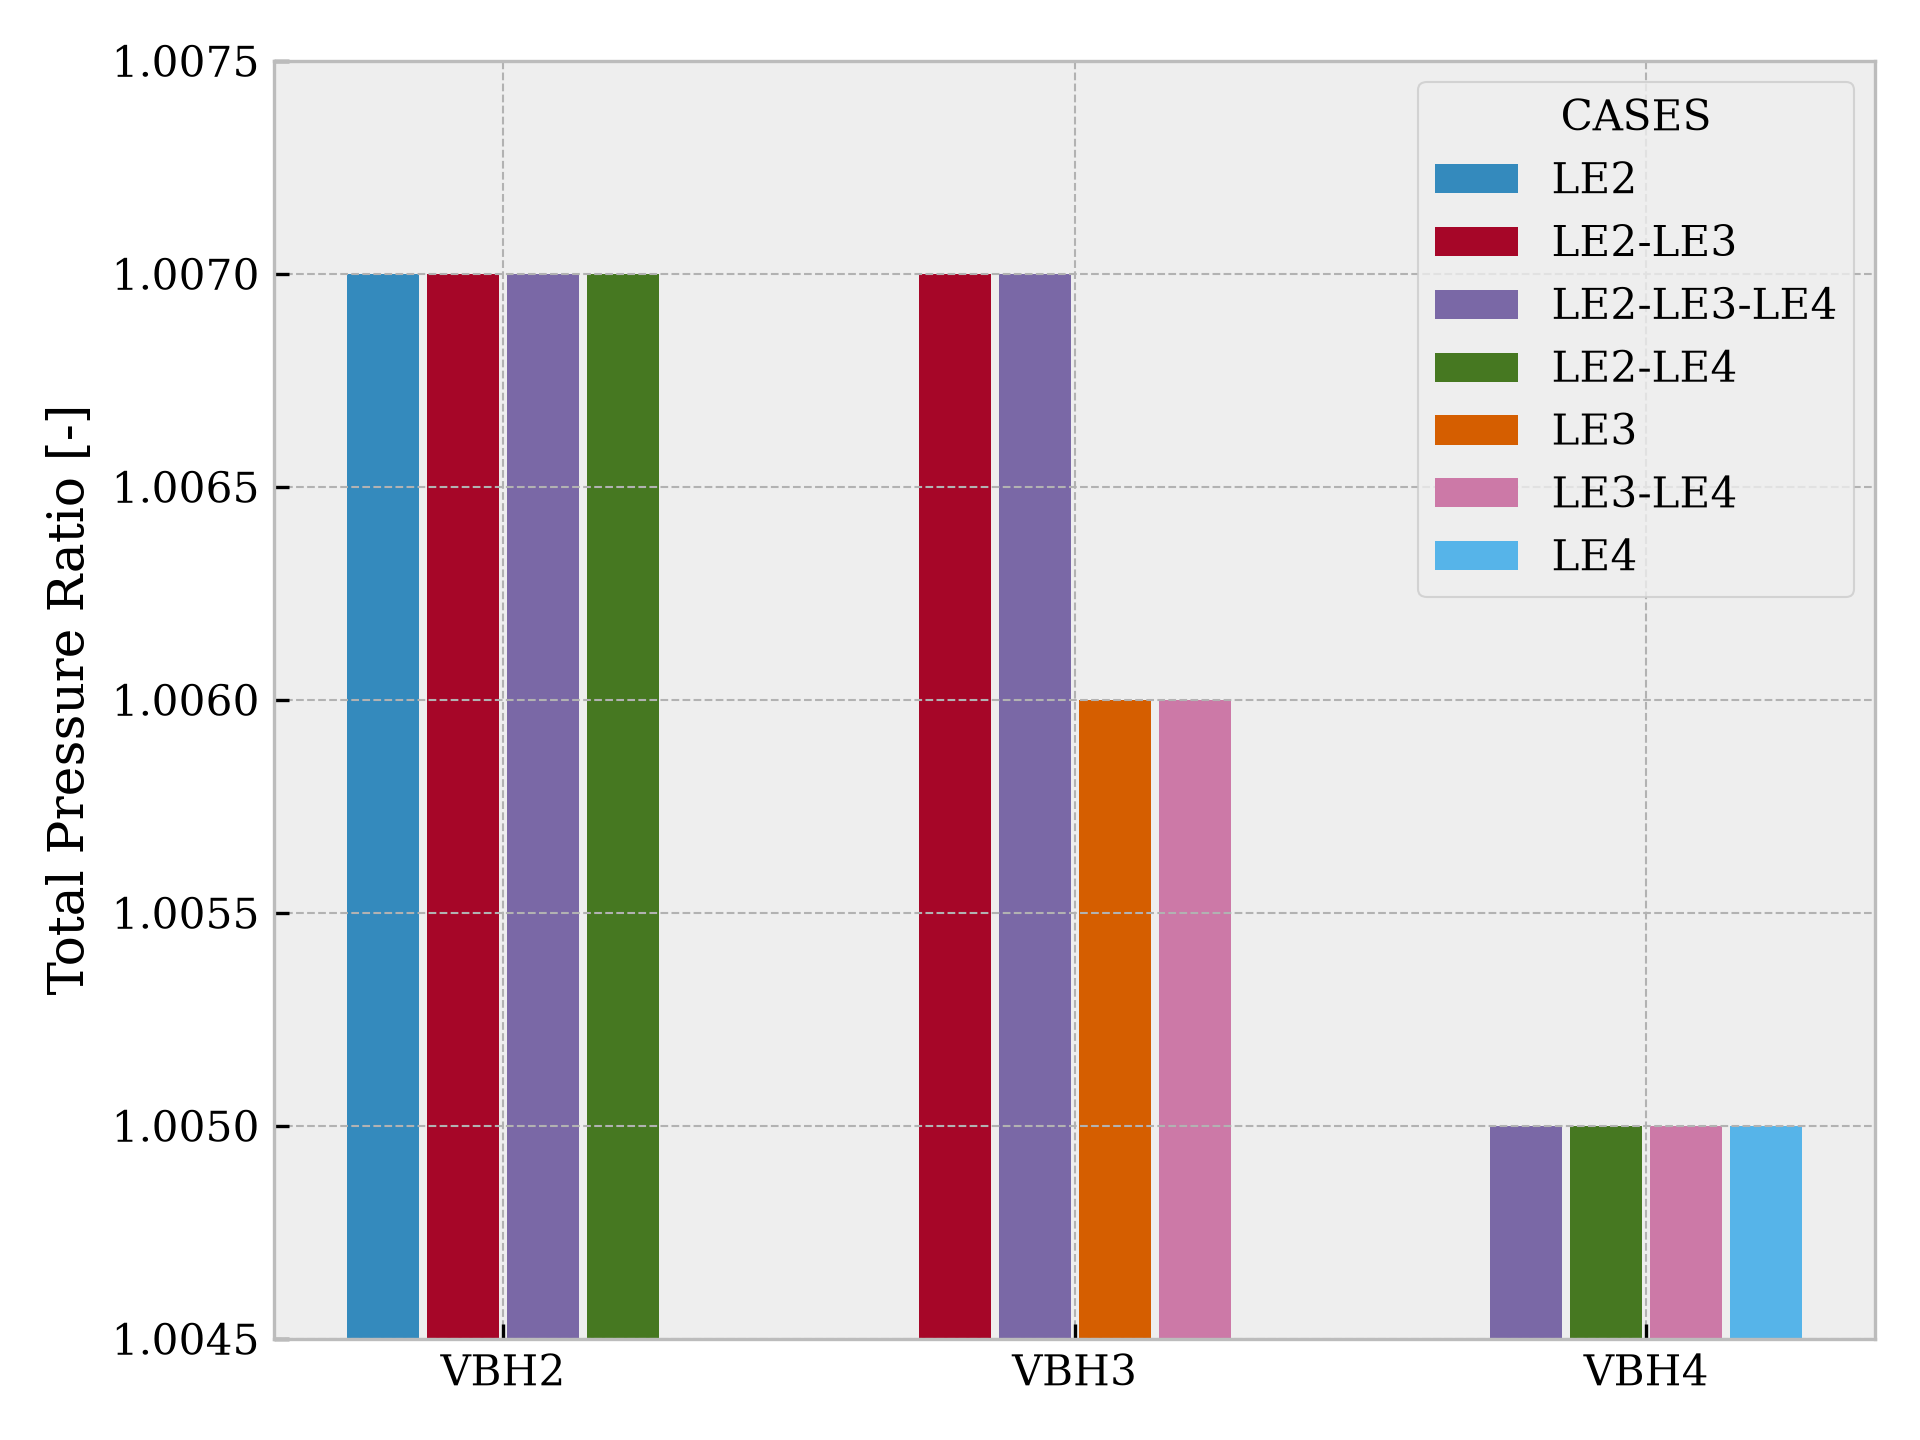 1.0075
1.0070
1.0065
1.0060
1.0055
1.0050
1.0045
Total Pressure Ratio [-]
CASES
LE2
LE2-LE3
LE2-LE3-LE4
LE2-LE4
LE3
LE3-LE4
LE4
VBH2
VBH3
VBH4